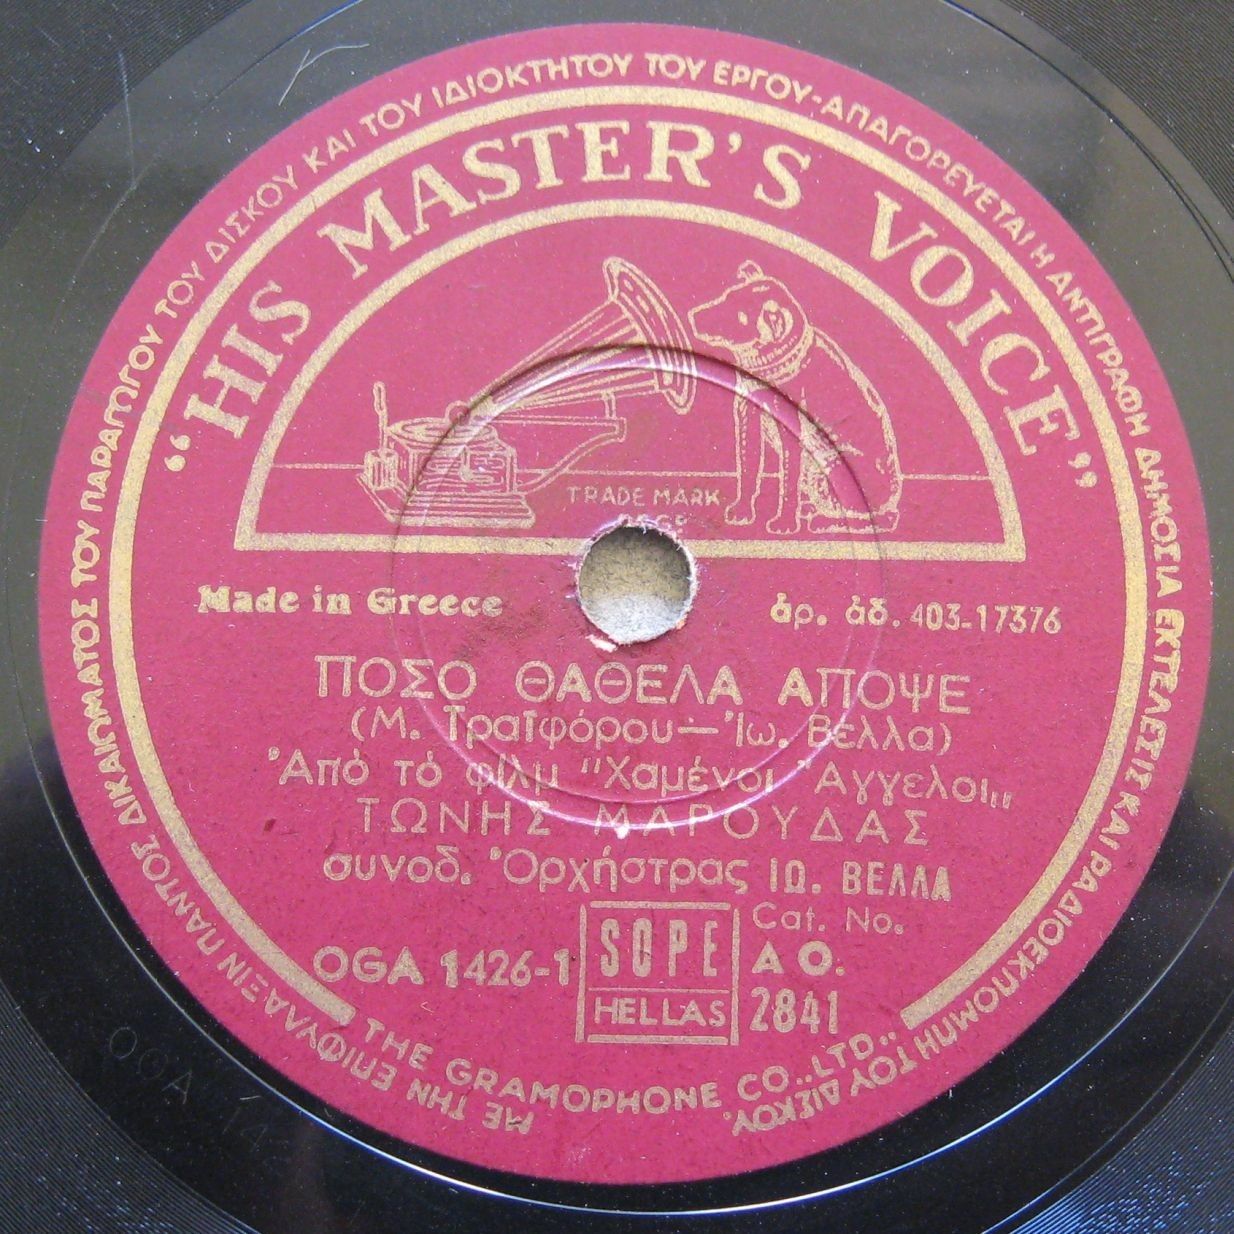 ΜΕ ΤΗΝ ΕΠΙΦΥΛΑΞΙΝ ΠΑΝΤΟΣ ΔΙΚΑΙΩΜΑΤΟΣ ΤΟΥ ΠΑΡΑΓΩΓΟΥ ΤΟΥ ΔΙΣΚΟΥ ΚΑΙ ΤΟΥ ΙΔΙΟΚΤΗΤΟΥ ΤΟΥ ΕΡΓΟΥ-ΑΠΑΓΟΡΕΥΕΤΑΙ Η ΑΝΤΙΓΡΑΦΗ ΔΗΜΟΣΙΑ ΕΚΤΕΛΕΣΙΣ ΚΑΙ ΡΑΔΙΟΕΚΠΟΜΠΗ ΤΟΥ ΔΙΣΚΟΥ.
“HIS MASTER'S VOICE”
TRADE MARK
Made in Greece
ἀρ. ἀδ. 403-17376
ΠΟΣΟ ΘΑΘΕΛΑ ΑΠΟΨΕ
(Μ. Τραϊφόρου—Ἰω. Βέλλα)
Ἀπό τό φίλμ "Χαμένοι Ἄγγελοι„
ΤΩΝΗΣ ΜΑΡΟΥΔΑΣ
συνοδ. Ὀρχήστρας ΙΩ. ΒΕΛΛΑ
OGA 1426-1
SOPE
HELLAS
Cat. No.
AO.
2841
THE GRAMOPHONE CO., LTD.,